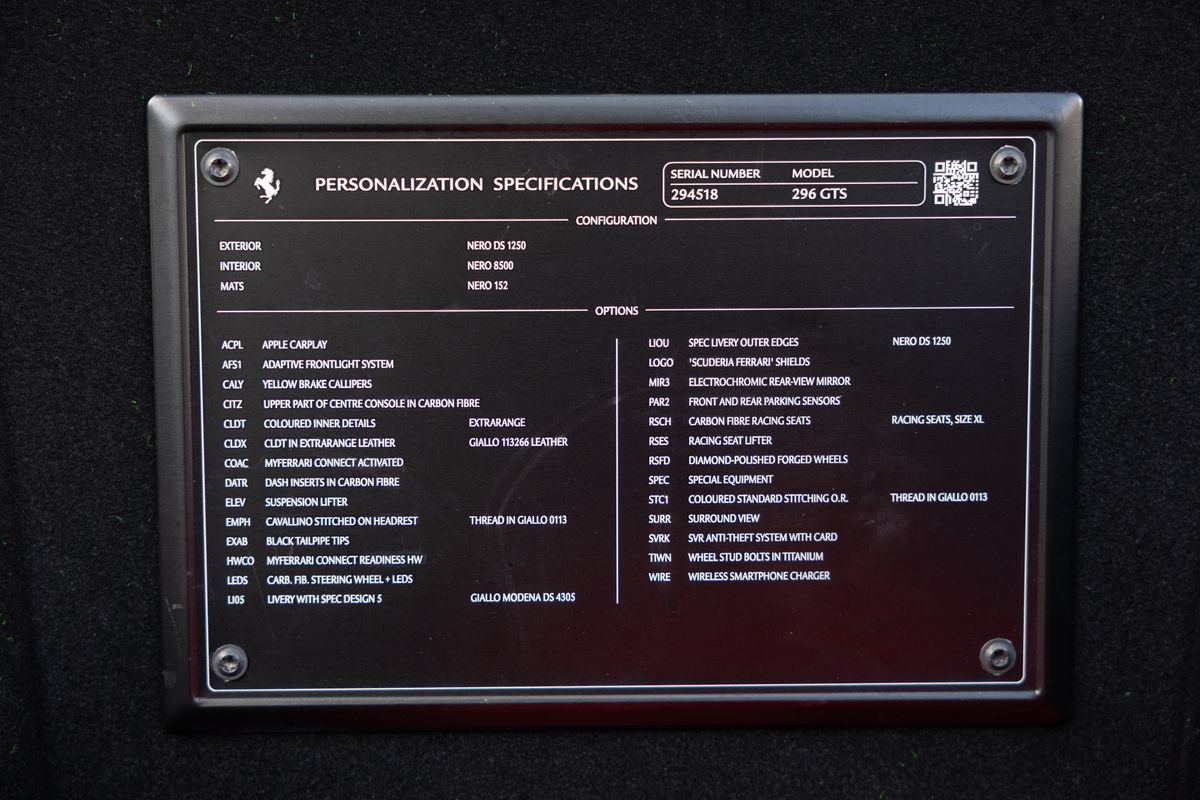 PERSONALIZATION SPECIFICATIONS
SERIAL NUMBER MODEL
294518 296 GTS
CONFIGURATION
EXTERIOR NERO DS 1250
INTERIOR NERO 8500
MATS NERO 152
OPTIONS
ACPL APPLE CARPLAY
AFS1 ADAPTIVE FRONTLIGHT SYSTEM
CALY YELLOW BRAKE CALLIPERS
CITZ UPPER PART OF CENTRE CONSOLE IN CARBON FIBRE
CLDT COLOURED INNER DETAILS EXTRARANGE
CLDX CLDT IN EXTRARANGE LEATHER GIALLO 113266 LEATHER
COAC MYFERRARI CONNECT ACTIVATED
DATR DASH INSERTS IN CARBON FIBRE
ELEV SUSPENSION LIFTER
EMPH CAVALLINO STITCHED ON HEADREST THREAD IN GIALLO 0113
EXAB BLACK TAILPIPE TIPS
HWCO MYFERRARI CONNECT READINESS HW
LEDS CARB. FIB. STEERING WHEEL + LEDS
LI05 LIVERY WITH SPEC DESIGN 5 GIALLO MODENA DS 4305
LIOU SPEC LIVERY OUTER EDGES NERO DS 1250
LOGO 'SCUDERIA FERRARI' SHIELDS
MIR3 ELECTROCHROMIC REAR-VIEW MIRROR
PAR2 FRONT AND REAR PARKING SENSORS
RSCH CARBON FIBRE RACING SEATS RACING SEATS, SIZE XL
RSES RACING SEAT LIFTER
RSFD DIAMOND-POLISHED FORGED WHEELS
SPEC SPECIAL EQUIPMENT
STC1 COLOURED STANDARD STITCHING O.R. THREAD IN GIALLO 0113
SURR SURROUND VIEW
SVRK SVR ANTI-THEFT SYSTEM WITH CARD
TIWN WHEEL STUD BOLTS IN TITANIUM
WIRE WIRELESS SMARTPHONE CHARGER